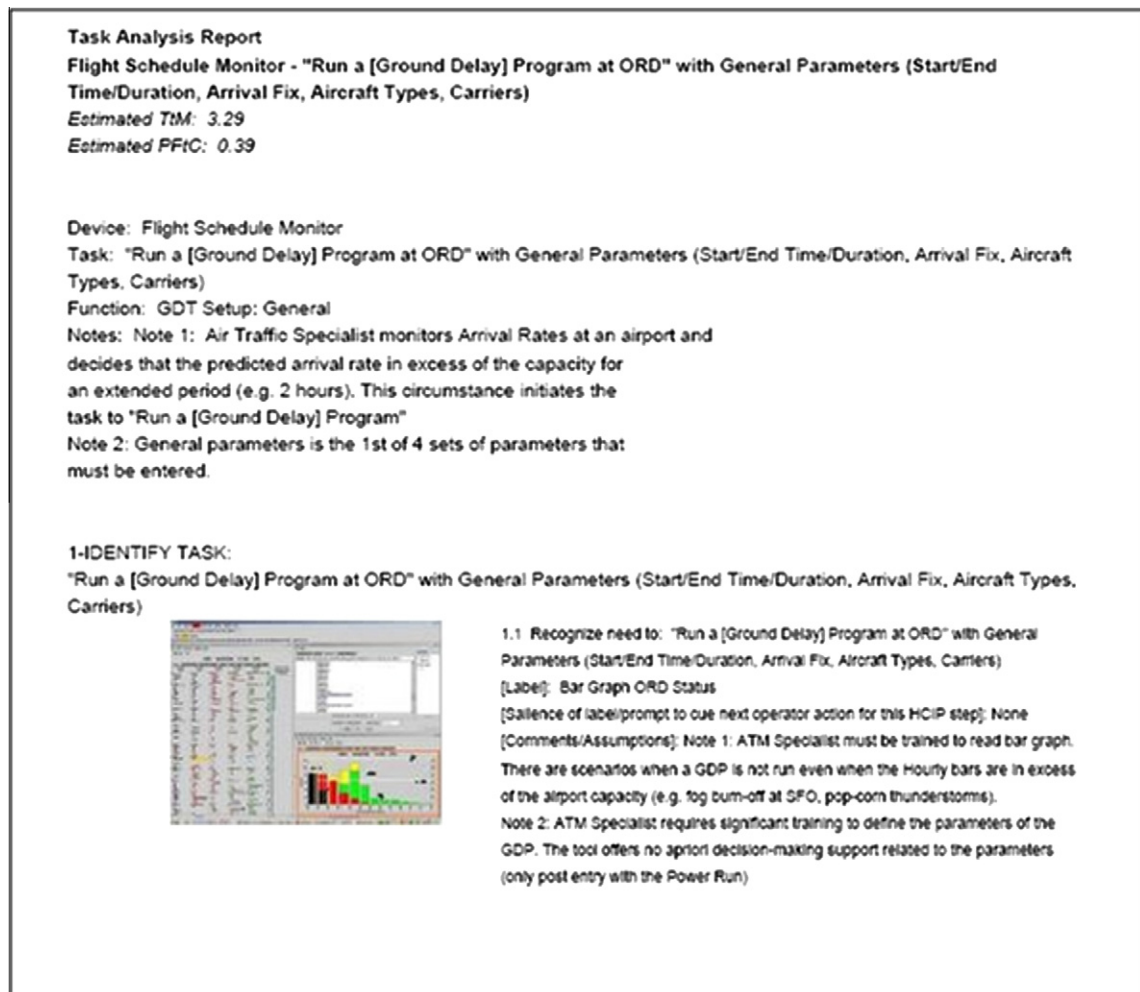 Task Analysis Report
Flight Schedule Monitor - "Run a [Ground Delay] Program at ORD" with General Parameters (Start/End
Time/Duration, Arrival Fix, Aircraft Types, Carriers)
Estimated TtM: 3.29
Estimated PFtC: 0.39
Device: Flight Schedule Monitor
Task: "Run a [Ground Delay] Program at ORD" with General Parameters (Start/End Time/Duration, Arrival Fix, Aircraft
Types, Carriers)
Function: GDT Setup: General
Notes: Note 1: Air Traffic Specialist monitors Arrival Rates at an airport and
decides that the predicted arrival rate in excess of the capacity for
an extended period (e.g. 2 hours). This circumstance initiates the
task to "Run a [Ground Delay] Program"
Note 2: General parameters is the 1st of 4 sets of parameters that
must be entered.
1-IDENTIFY TASK:
"Run a [Ground Delay] Program at ORD" with General Parameters (Start/End Time/Duration, Arrival Fix, Aircraft Types,
Carriers)
1.1 Recognize need to: "Run a [Ground Delay] Program at ORD" with General
Parameters (Start/End Time/Duration, Arrival Fix, Aircraft Types, Carriers)
[Label]: Bar Graph ORD Status
[Salience of label/prompt to cue next operator action for this HCIP step]: None
[Comments/Assumptions]: Note 1: ATM Specialist must be trained to read bar graph.
There are scenarios when a GDP is not run even when the Hourly bars are in excess
of the airport capacity (e.g. fog burn-off at SFO, pop-corn thunderstorms).
Note 2: ATM Specialist requires significant training to define the parameters of the
GDP. The tool offers no apriori decision-making support related to the parameters
(only post entry with the Power Run)